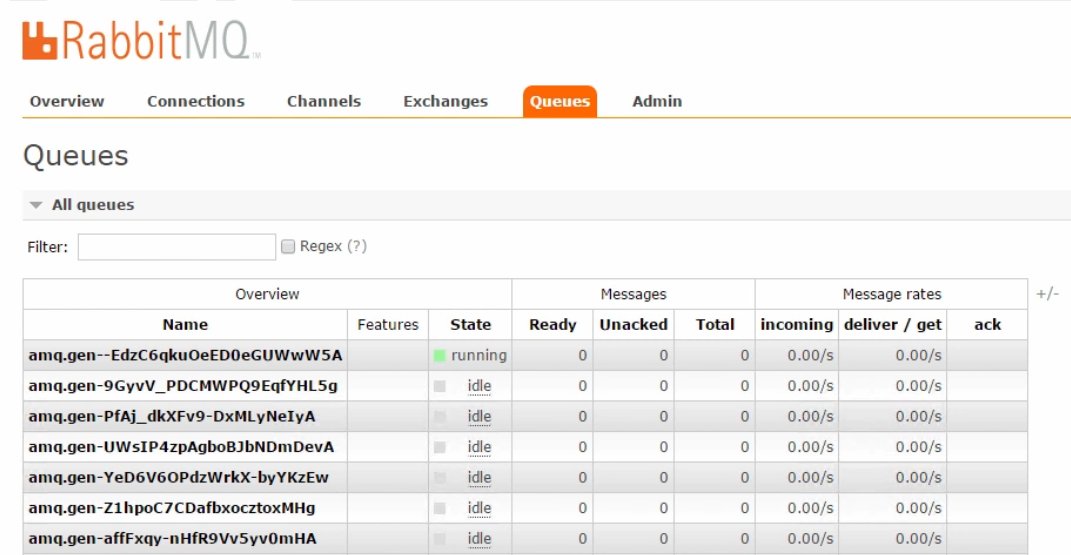 RabbitMQ™
Overview Connections Channels Exchanges Queues Admin
Queues
All queues
Filter: Regex (?)
Overview Messages Message rates +/-
Name Features State Ready Unacked Total incoming deliver / get ack
amq.gen--EdzC6qkuOeED0eGUWwW5A running 0 0 0 0.00/s 0.00/s
amq.gen-9GyvV_PDCMWPQ9EqfYHL5g idle 0 0 0 0.00/s 0.00/s
amq.gen-PfAj_dkXFv9-DxMLyNeIyA idle 0 0 0 0.00/s 0.00/s
amq.gen-UWsIP4zpAgboBJbNDmDevA idle 0 0 0 0.00/s 0.00/s
amq.gen-YeD6V6OPdzWrkX-byYKzEw idle 0 0 0 0.00/s 0.00/s
amq.gen-Z1hpoC7CDafbxocztoxMHg idle 0 0 0 0.00/s 0.00/s
amq.gen-affFxqy-nHfR9Vv5yv0mHA idle 0 0 0 0.00/s 0.00/s